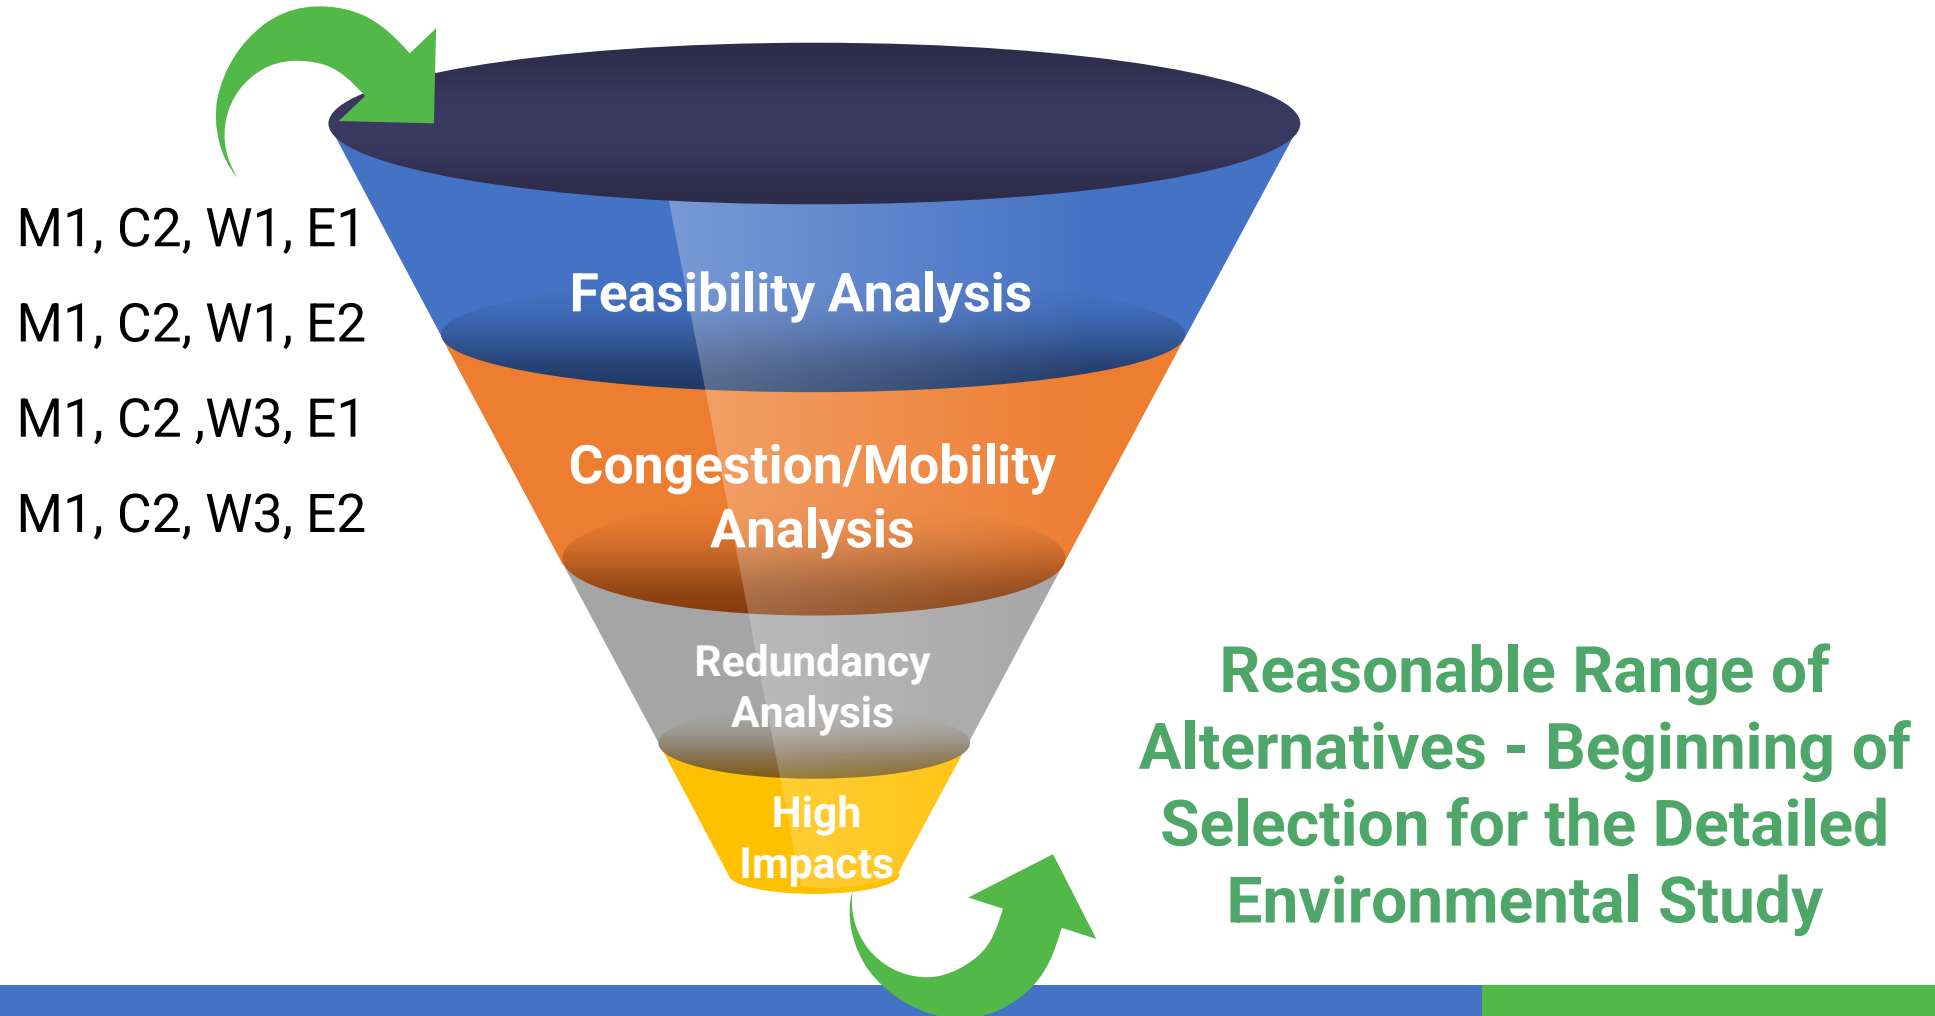 M1, C2, W1, E1
M1, C2, W1, E2
M1, C2 ,W3, E1
M1, C2, W3, E2
Feasibility Analysis
Congestion/Mobility
Analysis
Redundancy
Analysis
High
Impacts
Reasonable Range of
Alternatives - Beginning of
Selection for the Detailed
Environmental Study